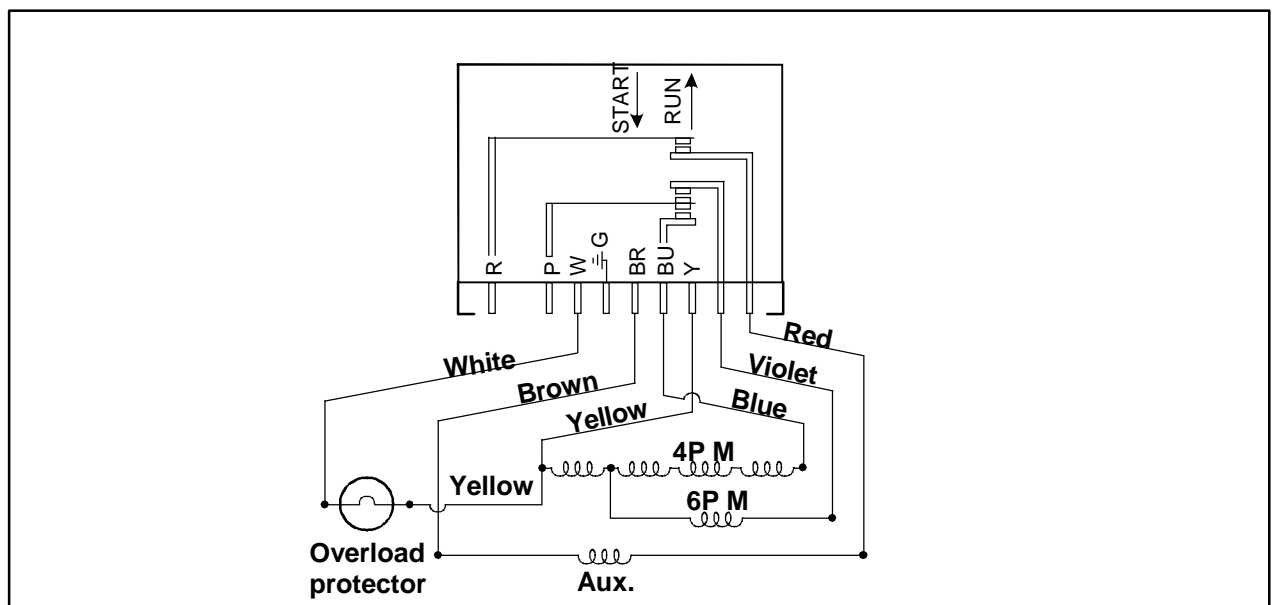 START
RUN
R
P
W
G
BR
BU
Y
Red
White
Violet
Brown
Blue
Yellow
4P M
Yellow
6P M
Overload
protector
Aux.